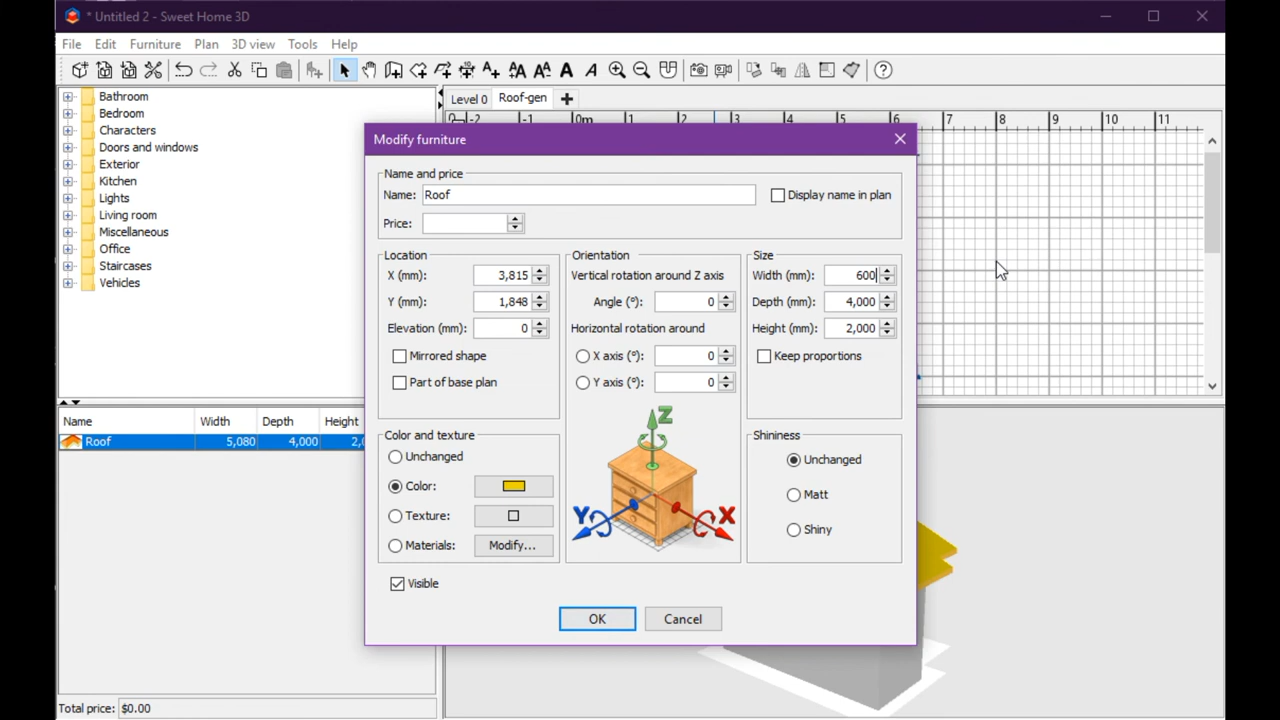 * Untitled 2 - Sweet Home 3D
File Edit Furniture Plan 3D view Tools Help
Bathroom
Bedroom
Characters
Doors and windows
Exterior
Kitchen
Lights
Living room
Miscellaneous
Office
Staircases
Vehicles
Level 0 Roof-gen
-2 -1 0m 1 2 3 4 5 6 7 8 9 10 11
Modify furniture
Name and price
Name: Roof Display name in plan
Price:
Location
X (mm): 3,815
Y (mm): 1,848
Elevation (mm): 0
Mirrored shape
Part of base plan
Orientation
Vertical rotation around Z axis
Angle (°): 0
Horizontal rotation around
X axis (°): 0
Y axis (°): 0
Z
Y X
Size
Width (mm): 600
Depth (mm): 4,000
Height (mm): 2,000
Keep proportions
Color and texture
Unchanged
Color:
Texture:
Materials: Modify...
Shininess
Unchanged
Matt
Shiny
Visible
OK Cancel
Name Width Depth Height
Roof 5,080 4,000
Total price: $0.00